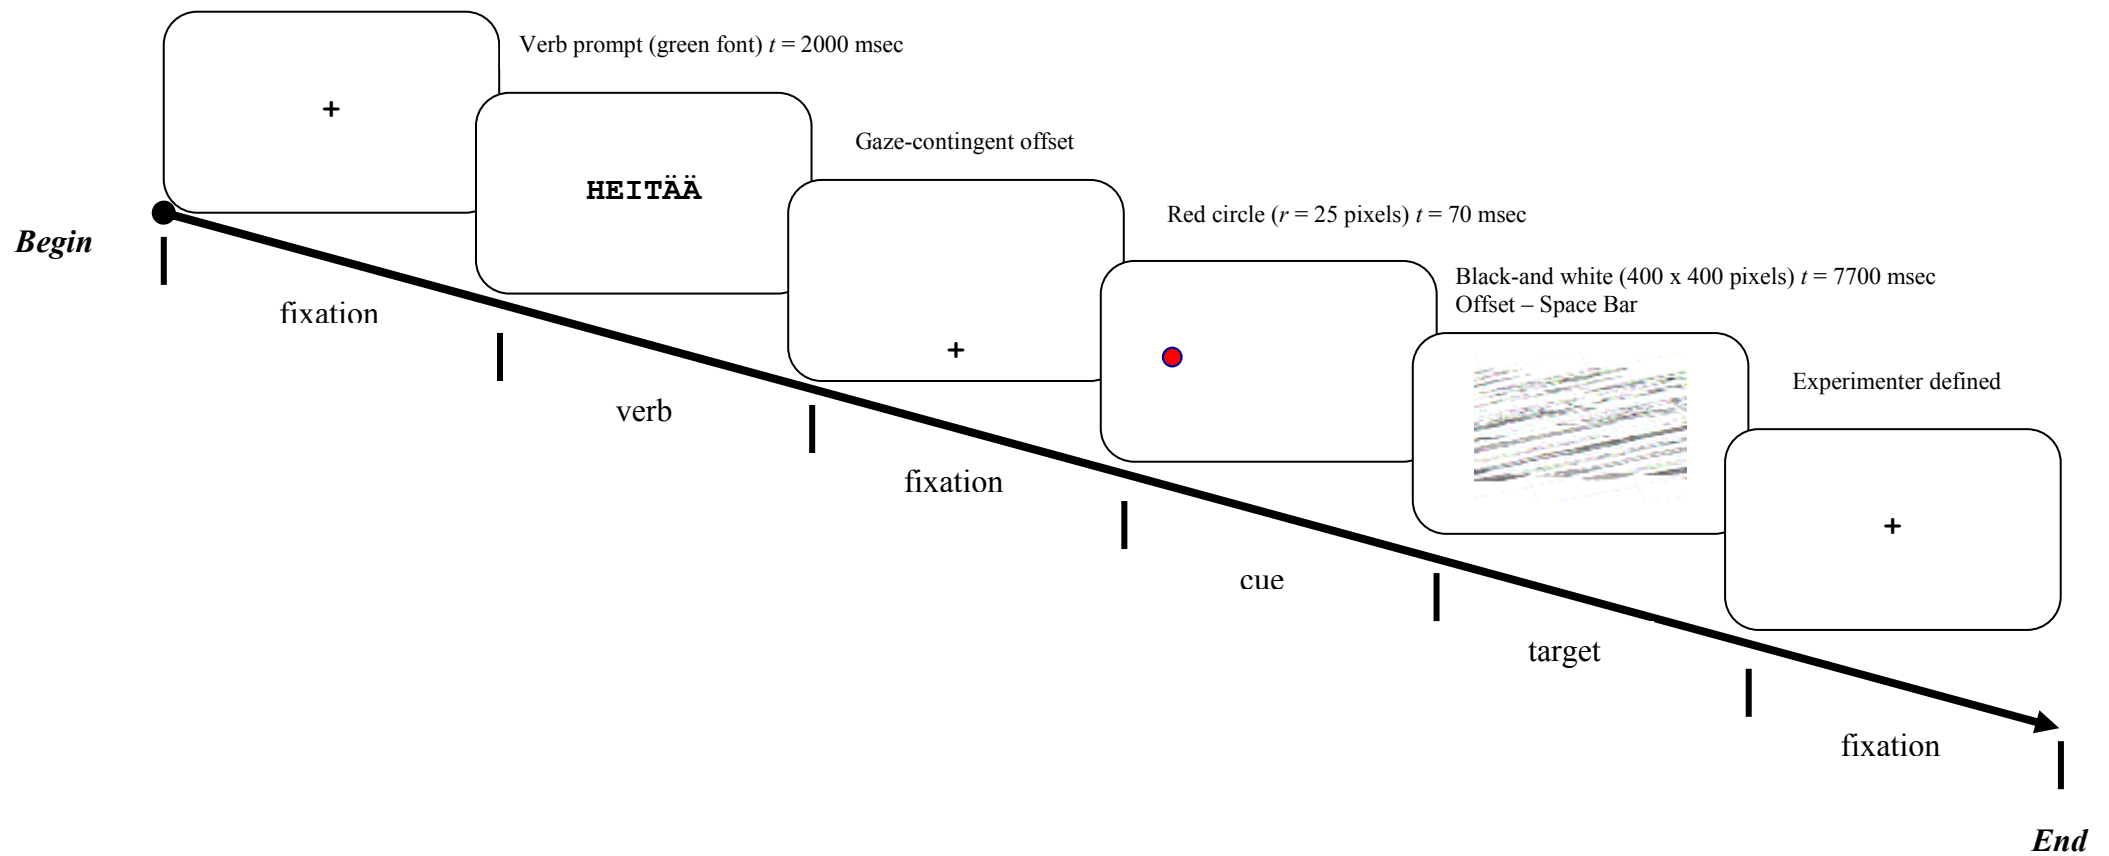 Verb prompt (green font) t = 2000 msec
+
HEITÄÄ
Gaze-contingent offset
+
Red circle (r = 25 pixels) t = 70 msec
Black-and white (400 x 400 pixels) t = 7700 msec
Offset – Space Bar
Experimenter defined
+
Begin
fixation
verb
fixation
cue
target
fixation
End